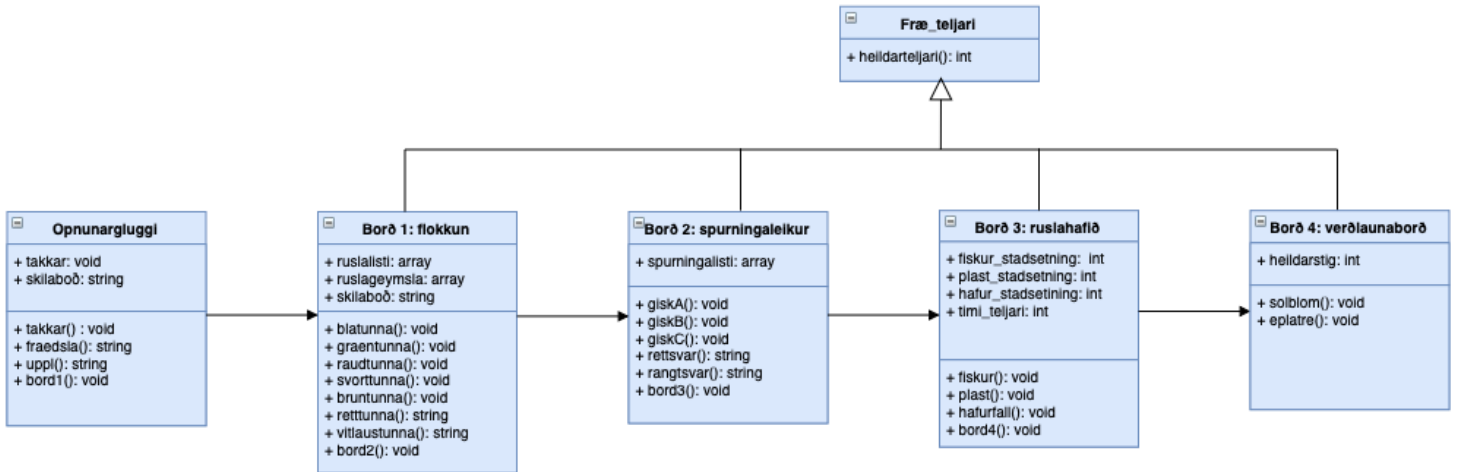 Fræ_teljari
+ heildarteljari(): int
Opnunargluggi
+ takkar: void
+ skilaboð: string
+ takkar() : void
+ fraedsla(): string
+ uppl(): string
+ bord1(): void
Borð 1: flokkun
+ ruslalisti: array
+ ruslageymsla: array
+ skilaboð: string
+ blatunna(): void
+ graentunna(): void
+ raudtunna(): void
+ svorttunna(): void
+ bruntunna(): void
+ retttunna(): string
+ vitlaustunna(): string
+ bord2(): void
Borð 2: spurningaleikur
+ spurningalisti: array
+ giskA(): void
+ giskB(): void
+ giskC(): void
+ rettsvar(): string
+ rangtsvar(): string
+ bord3(): void
Borð 3: ruslahafið
+ fiskur_stadsetning: int
+ plast_stadsetning: int
+ hafur_stadsetining: int
+ timi_teljari: int
+ fiskur(): void
+ plast(): void
+ hafurfall(): void
+ bord4(): void
Borð 4: verðlaunaborð
+ heildarstig: int
+ solblom(): void
+ eplatre(): void